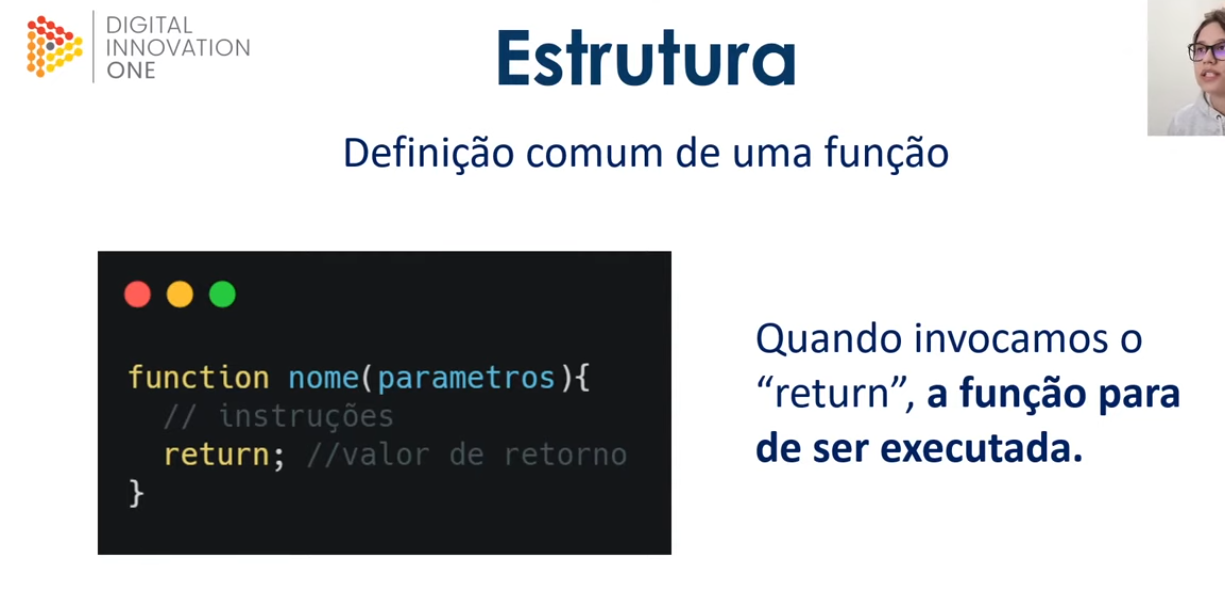 DIGITAL
INNOVATION
ONE
Estrutura
Definição comum de uma função
function nome(parametros){
// instruções
return; //valor de retorno
}
Quando invocamos o
“return”, a função para
de ser executada.